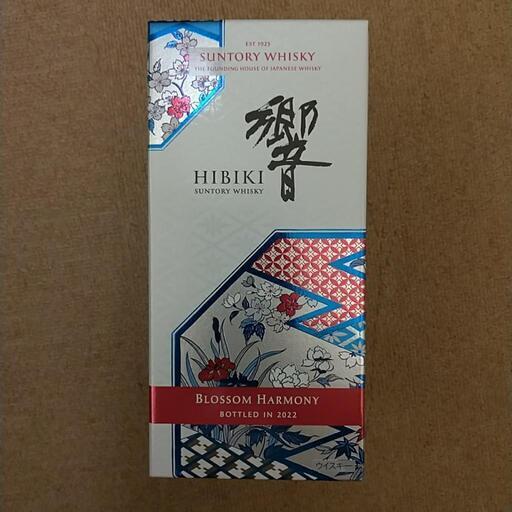 EST 1923
SUNTORY WHISKY
THE FOUNDING HOUSE OF JAPANESE WHISKY
響
HIBIKI
SUNTORY WHISKY
BLOSSOM HARMONY
BOTTLED IN 2022
ウイスキー